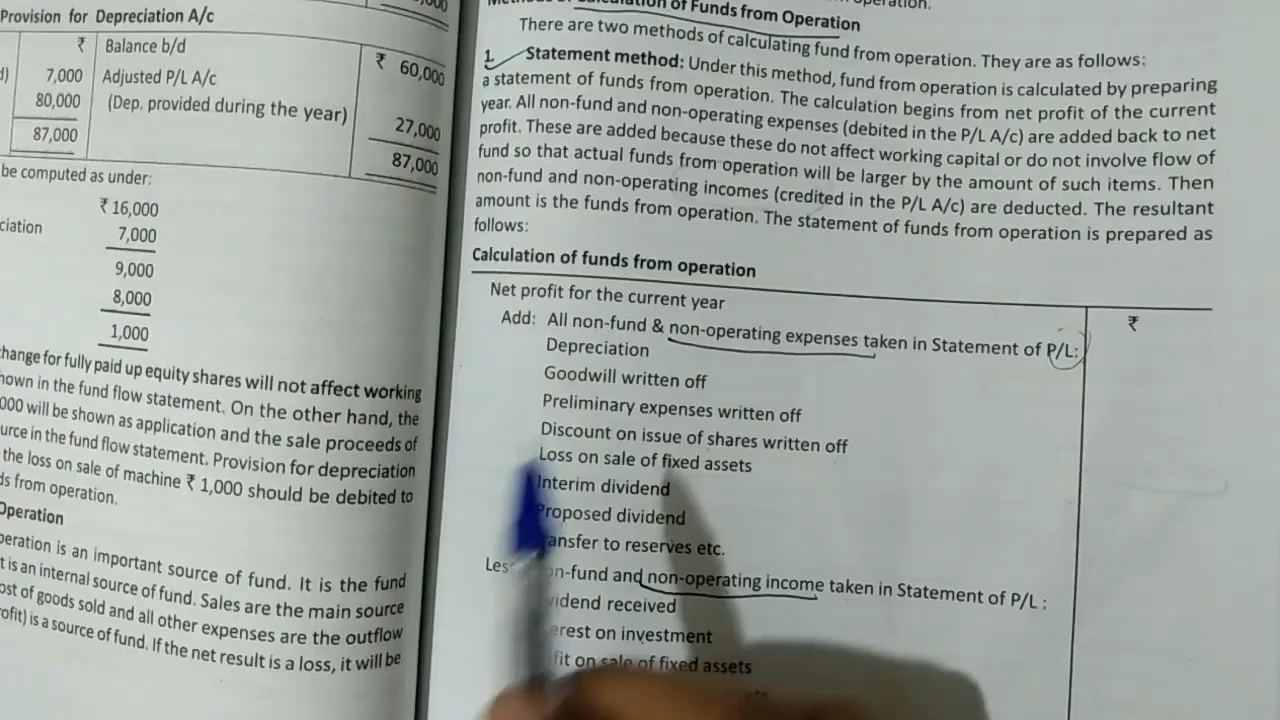 Provision for Depreciation A/c
₹ Balance b/d ₹ 60,000
7,000 Adjusted P/L A/c
80,000 (Dep. provided during the year) 27,000
87,000 87,000
be computed as under:
₹ 16,000
ciation 7,000
9,000
8,000
1,000
change for fully paid up equity shares will not affect working
hown in the fund flow statement. On the other hand, the
000 will be shown as application and the sale proceeds of
urce in the fund flow statement. Provision for depreciation
the loss on sale of machine ₹ 1,000 should be debited to
ds from operation.
Operation
peration is an important source of fund. It is the fund
t is an internal source of fund. Sales are the main source
ost of goods sold and all other expenses are the outflow
rofit) is a source of fund. If the net result is a loss, it will be
of Funds from Operation
There are two methods of calculating fund from operation. They are as follows:
1. Statement method: Under this method, fund from operation is calculated by preparing
a statement of funds from operation. The calculation begins from net profit of the current
year. All non-fund and non-operating expenses (debited in the P/L A/c) are added back to net
profit. These are added because these do not affect working capital or do not involve flow of
fund so that actual funds from operation will be larger by the amount of such items. Then
non-fund and non-operating incomes (credited in the P/L A/c) are deducted. The resultant
amount is the funds from operation. The statement of funds from operation is prepared as
follows:
Calculation of funds from operation
Net profit for the current year ₹
Add: All non-fund & non-operating expenses taken in Statement of P/L:
Depreciation
Goodwill written off
Preliminary expenses written off
Discount on issue of shares written off
Loss on sale of fixed assets
Interim dividend
Proposed dividend
ansfer to reserves etc.
Les on-fund and non-operating income taken in Statement of P/L :
vidend received
erest on investment
fit on sale of fixed assets